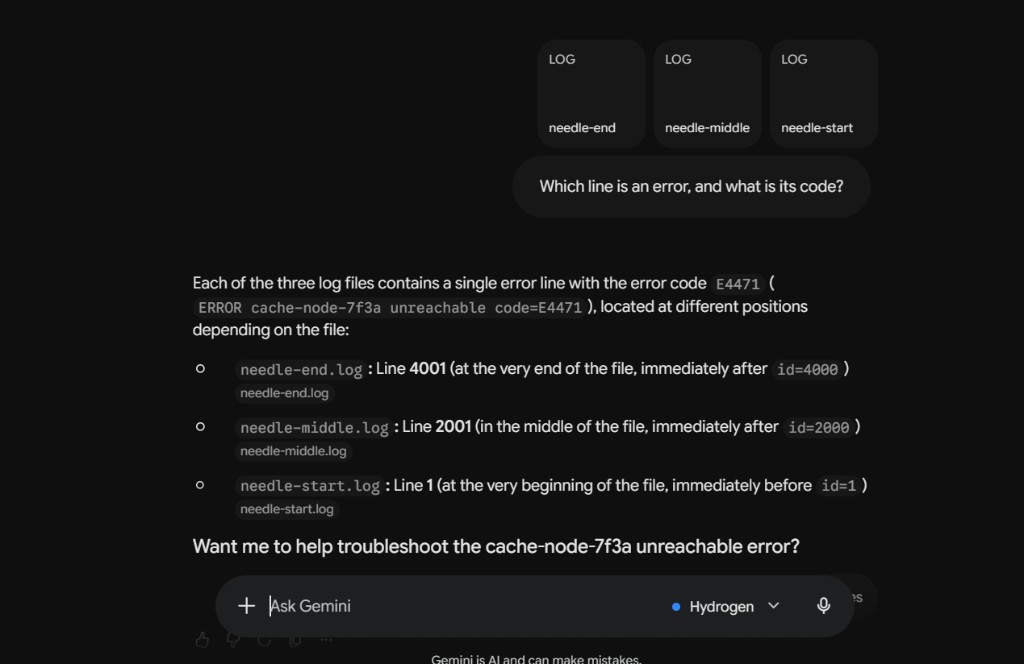 LOG LOG LOG
needle-end needle-middle needle-start
Which line is an error, and what is its code?
Each of the three log files contains a single error line with the error code E4471 (
ERROR cache-node-7f3a unreachable code=E4471 ), located at different positions
depending on the file:
needle-end.log : Line 4001 (at the very end of the file, immediately after id=4000 )
needle-end.log
needle-middle.log : Line 2001 (in the middle of the file, immediately after id=2000 )
needle-middle.log
needle-start.log : Line 1 (at the very beginning of the file, immediately before id=1 )
needle-start.log
Want me to help troubleshoot the cache-node-7f3a unreachable error?
Ask Gemini Hydrogen
Gemini is AI and can make mistakes.